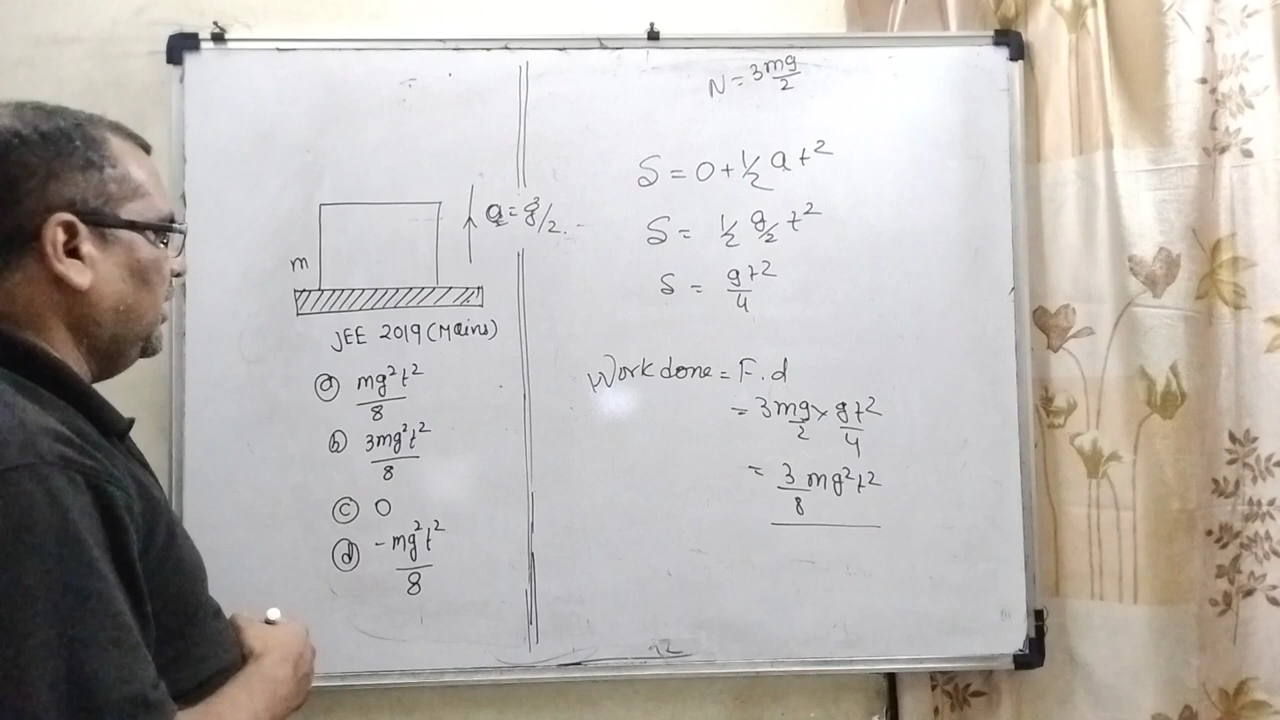 m
a = g/2.
JEE 2019 (Mains)
(a) mg²t²/8
(b) 3mg²t²/8
(c) 0
(d) -mg²t²/8
N = 3mg/2
S = 0 + 1/2 a t²
S = 1/2 g/2 t²
S = gt²/4
Work done = F.d
= 3mg/2 × gt²/4
= 3/8 mg²t²